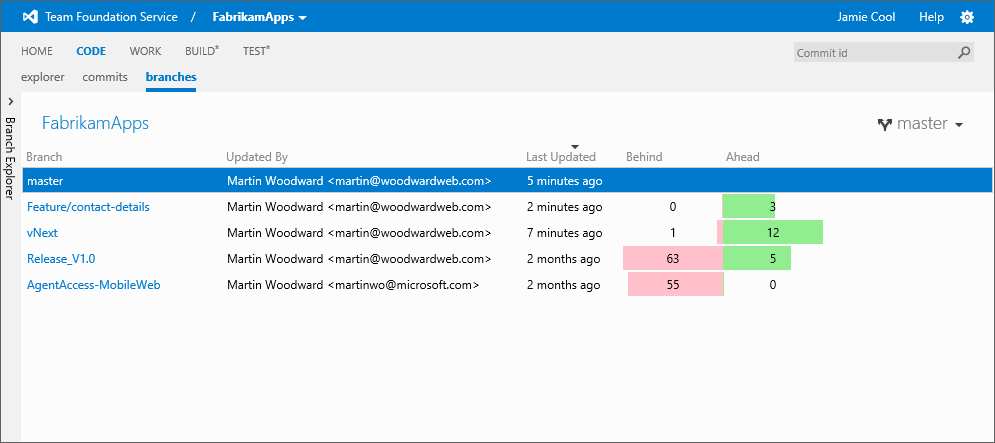 Team Foundation Service / FabrikamApps Jamie Cool Help
HOME CODE WORK BUILD* TEST* Commit id
explorer commits branches
Branch Explorer
FabrikamApps master
Branch Updated By Last Updated Behind Ahead
master Martin Woodward <martin@woodwardweb.com> 5 minutes ago
Feature/contact-details Martin Woodward <martin@woodwardweb.com> 2 minutes ago 0 3
vNext Martin Woodward <martin@woodwardweb.com> 7 minutes ago 1 12
Release_V1.0 Martin Woodward <martin@woodwardweb.com> 2 months ago 63 5
AgentAccess-MobileWeb Martin Woodward <martinwo@microsoft.com> 2 months ago 55 0